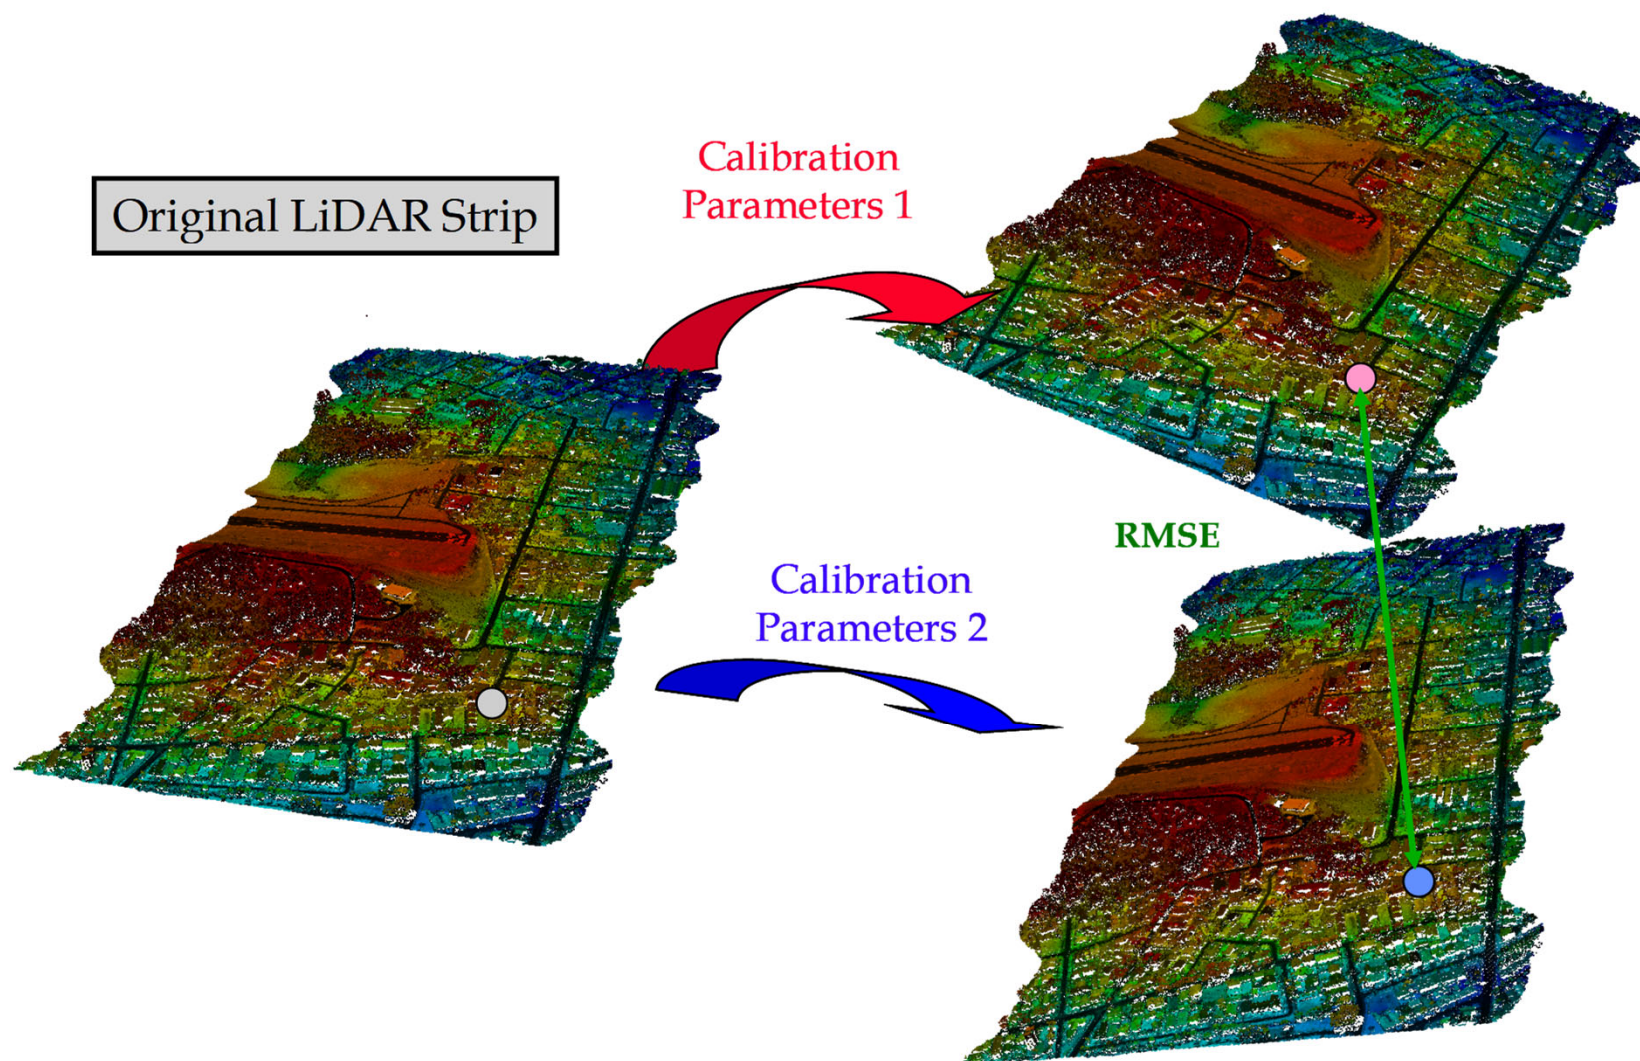 Original LiDAR Strip
Calibration
Parameters 1
RMSE
Calibration
Parameters 2